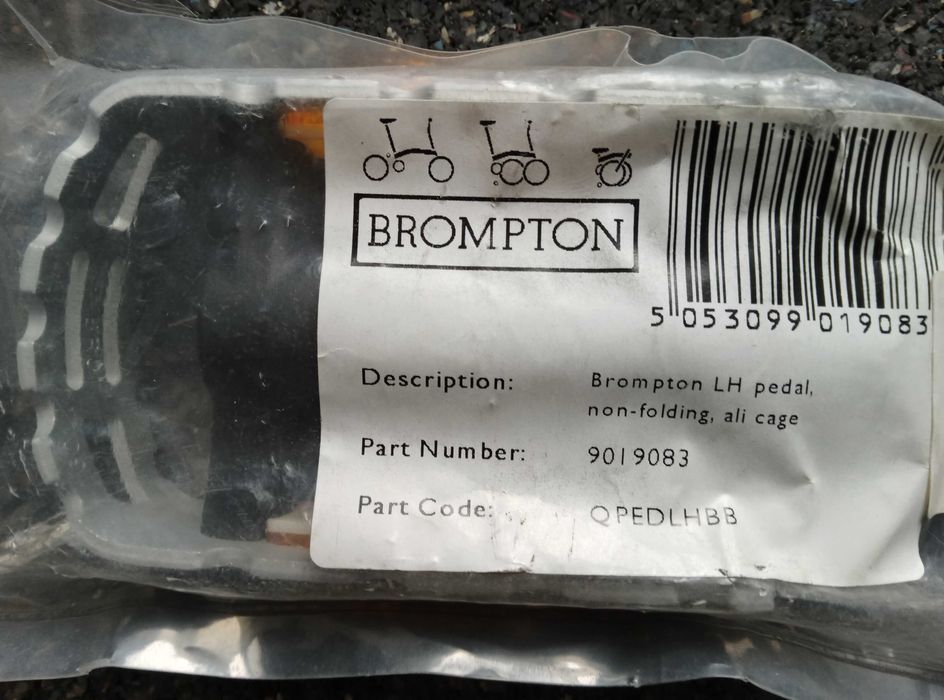 BROMPTON
5 053099 019083
Description: Brompton LH pedal,
non-folding, ali cage
Part Number: 9019083
Part Code: QPEDLHBB